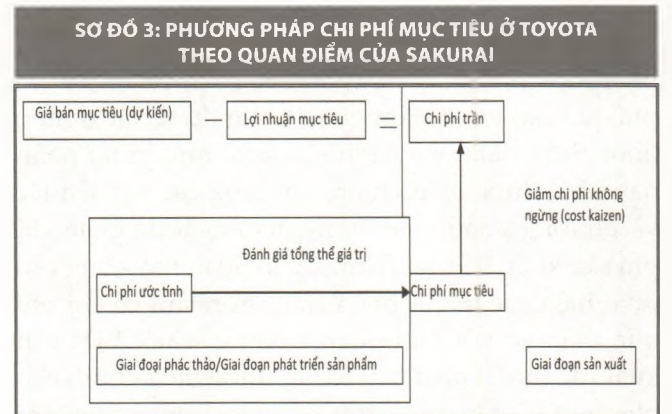 SƠ ĐỒ 3: PHƯƠNG PHÁP CHI PHÍ MỤC TIÊU Ở TOYOTA
THEO QUAN ĐIỂM CỦA SAKURAI
Giá bán mục tiêu (dự kiến) — Lợi nhuận mục tiêu = Chi phí trần
Giảm chi phí không
ngừng (cost kaizen)
Đánh giá tổng thể giá trị
Chi phí ước tính
Chi phí mục tiêu
Giai đoại phác thảo/Giai đoạn phát triển sản phẩm
Giai đoạn sản xuất